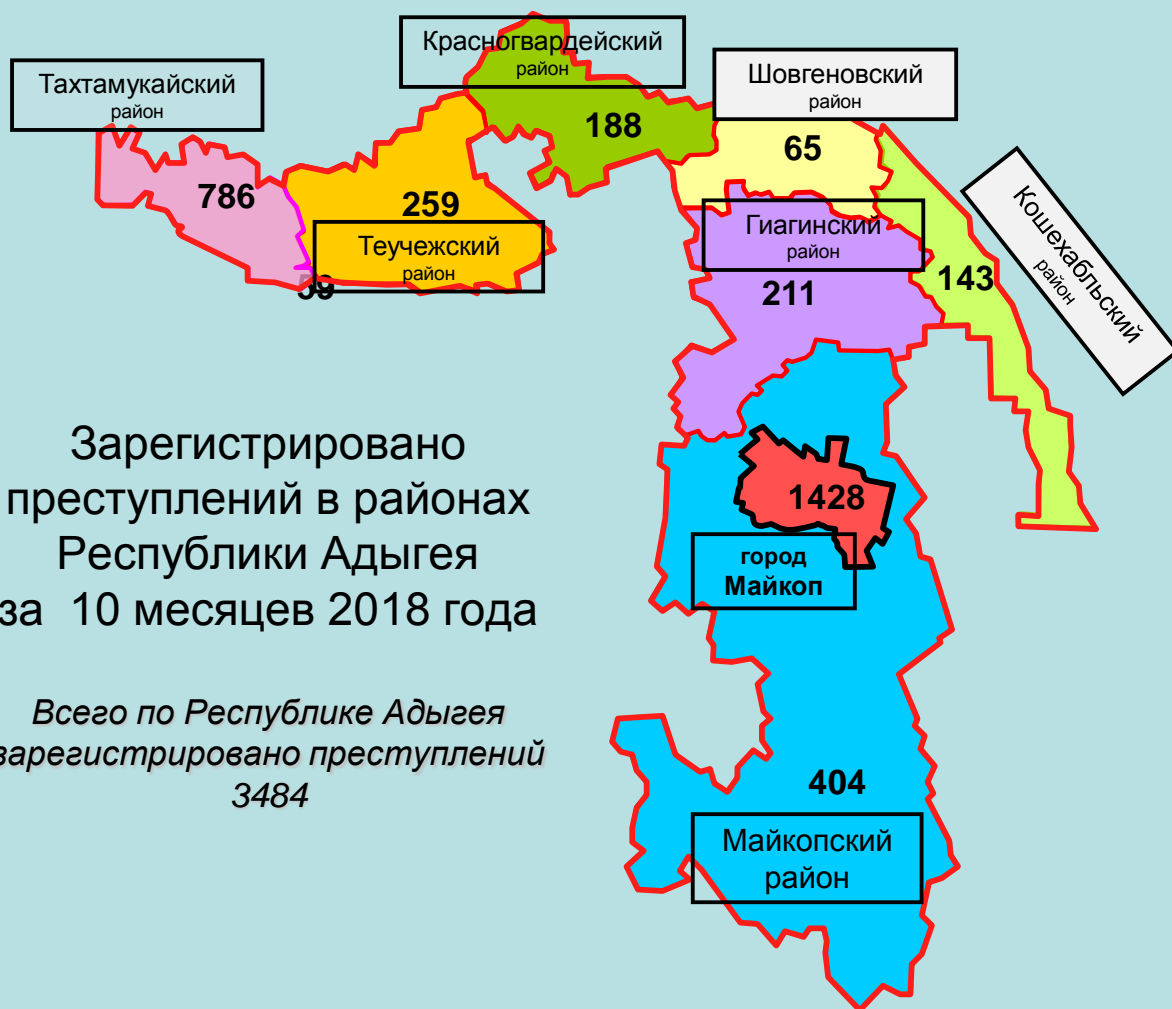 Красногвардейский
район
Тахтамукайский
район
Шовгеновский
район
188
65
786
259
Кошехабльский
район
Гиагинский
район
Теучежский
район
59
143
211
Зарегистрировано
преступлений в районах
Республики Адыгея
за 10 месяцев 2018 года
1428
город
Майкоп
Всего по Республике Адыгея
зарегистрировано преступлений
3484
404
Майкопский
район